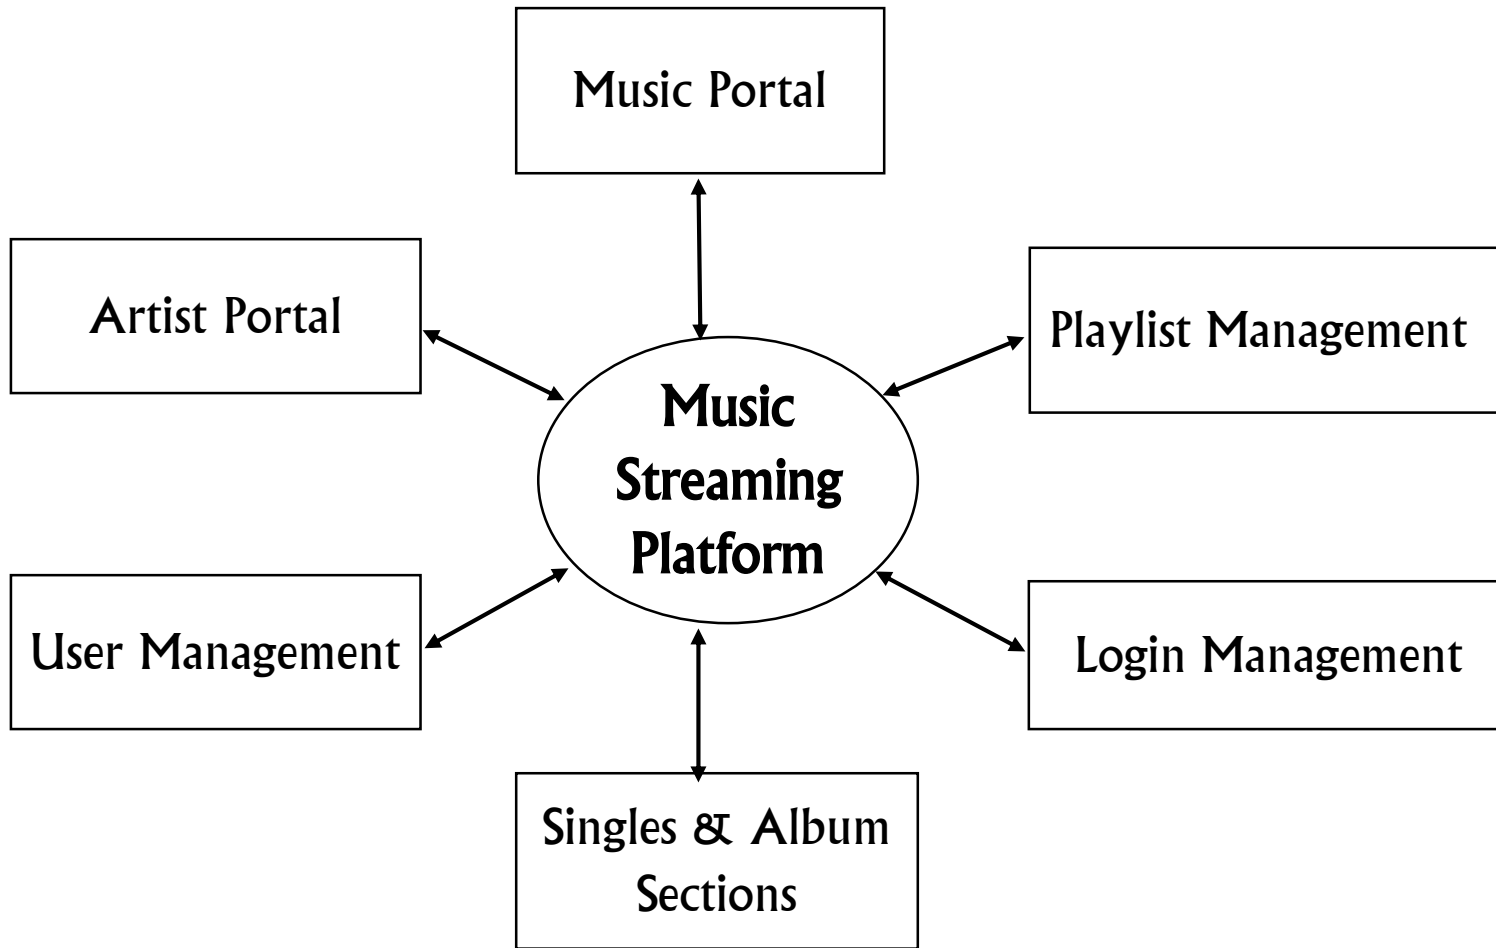 Music Portal
Artist Portal
Playlist Management
Music
Streaming
Platform
User Management
Login Management
Singles & Album
Sections